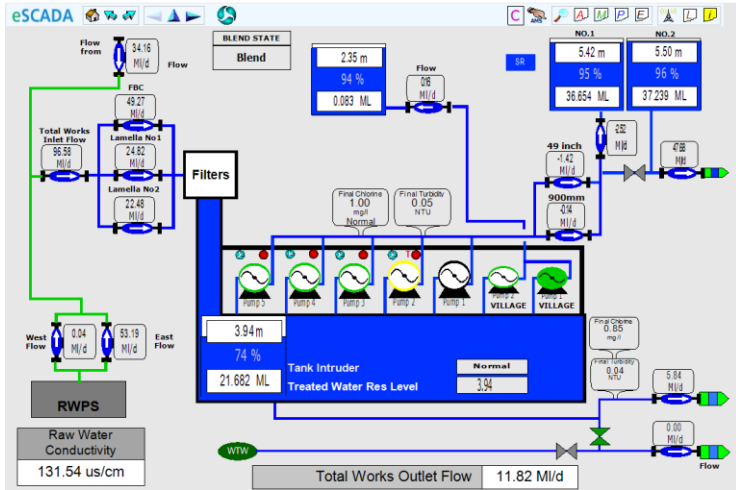 eSCADA
C
AMS
A
M
P
E
BLEND STATE
Blend
Flow
from
34.16
Ml/d
Flow
2.35 m
94 %
0.083 ML
Flow
Ml/d
SR
NO.1
5.42 m
95 %
36.654 ML
NO.2
5.50 m
96 %
37.239 ML
FBC
49.27
Ml/d
Total Works
Inlet Flow
96.58
Ml/d
Lamella No1
24.82
Ml/d
Lamella No2
22.48
Ml/d
Filters
49 inch
-1.42
Ml/d
Ml/d
Ml/d
900mm
-0.14
Ml/d
Final Chlorine
1.00
mg/l
Normal
Final Turbidity
0.05
NTU
Pump 5
Pump 4
Pump 3
Pump 2
Pump 1
Pump 2
VILLAGE
Pump 1
VILLAGE
West
Flow
0.04
Ml/d
53.19
Ml/d
East
Flow
3.94 m
74 %
21.682 ML
Tank Intruder
Normal
Treated Water Res Level
3.94
Final Chlorine
0.85
mg/l
Final Turbidity
0.04
NTU
5.84
Ml/d
RWPS
Raw Water
Conductivity
131.54 us/cm
WTW
0.00
Ml/d
Flow
Total Works Outlet Flow
11.82 Ml/d